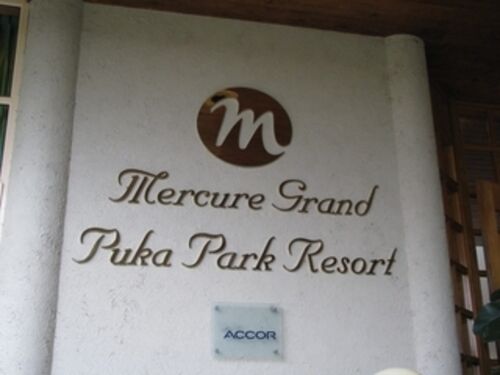 m
Mercure Grand
Puka Park Resort
ACCOR